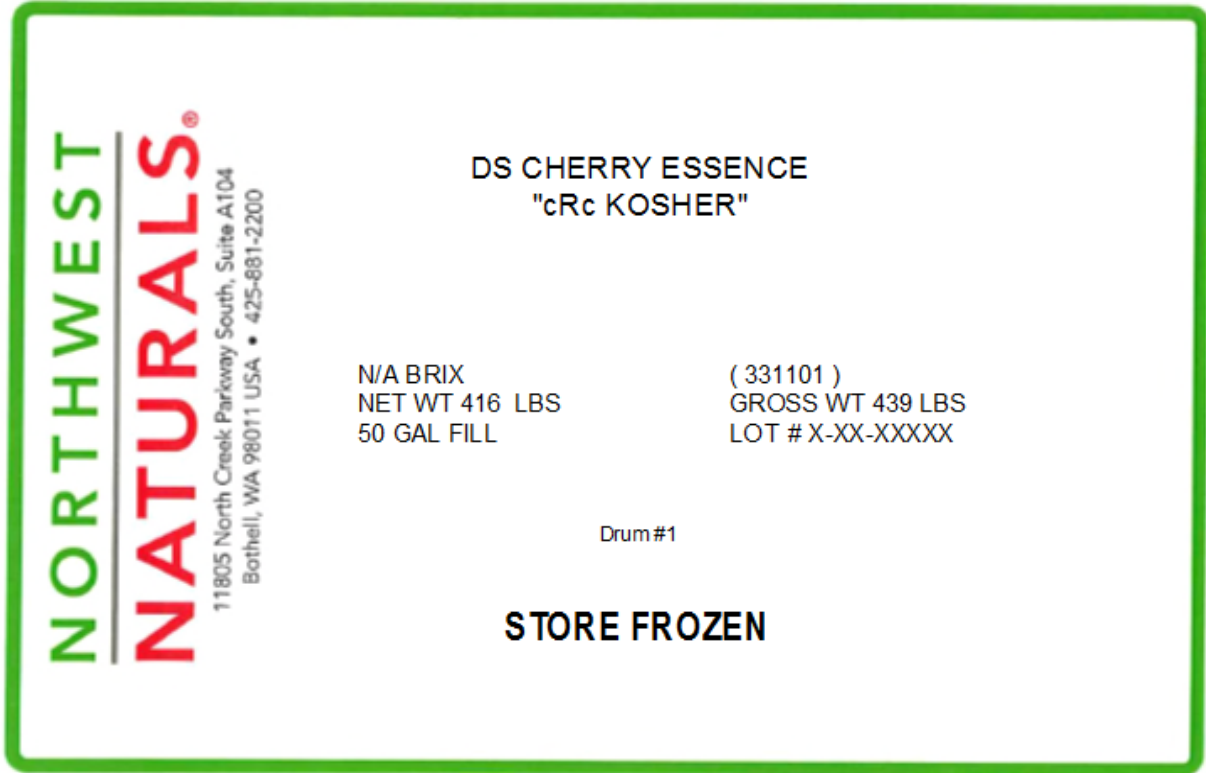 NORTHWEST
NATURALS®
11805 North Creek Parkway South, Suite A104
Bothell, WA 98011 USA • 425-881-2200
DS CHERRY ESSENCE
"cRc KOSHER"
N/A BRIX
NET WT 416 LBS
50 GAL FILL
( 331101 )
GROSS WT 439 LBS
LOT # X-XX-XXXXX
Drum #1
STORE FROZEN